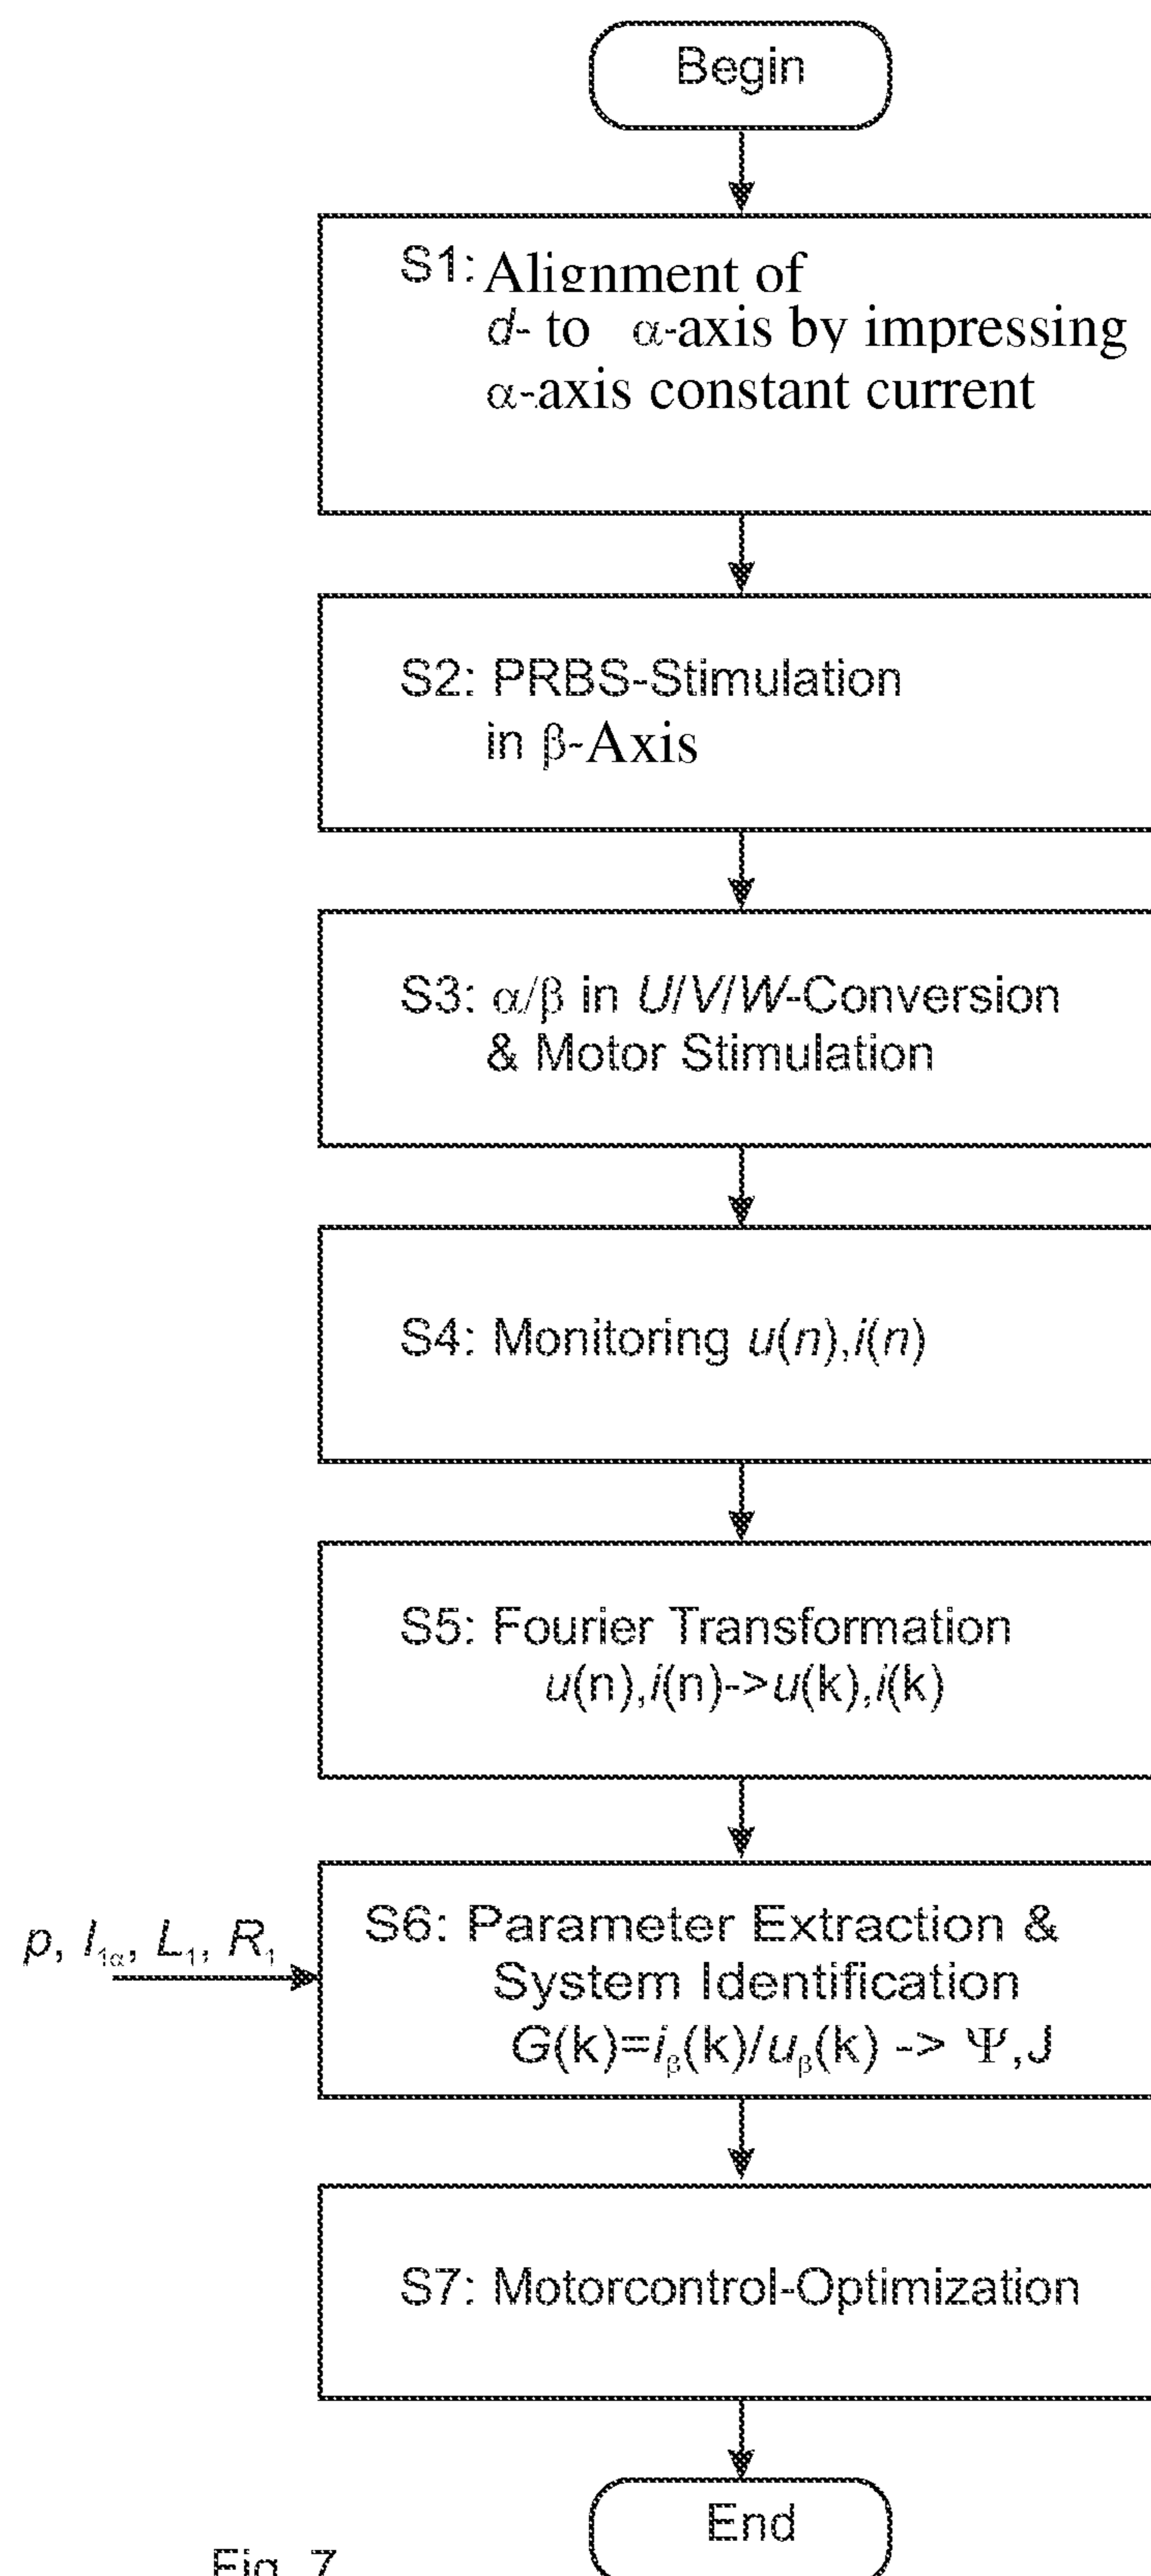 Begin
S1: Alignment of
d- to α-axis by impressing
α-axis constant current
S2: PRBS-Stimulation
in β-Axis
S3: α/β in U/V/W-Conversion
& Motor Stimulation
S4: Monitoring u(n),i(n)
S5: Fourier Transformation
u(n),i(n)->u(k),i(k)
p, I₁α, L₁, R₁
S6: Parameter Extraction &
System Identification
G(k)=iβ(k)/uβ(k) -> Ψ,J
S7: Motorcontrol-Optimization
End
Fig. 7